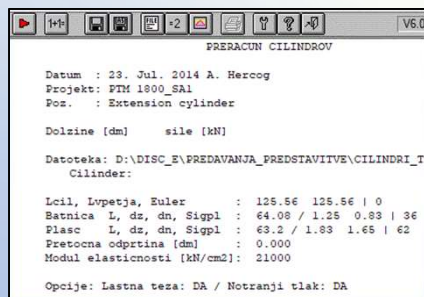 1+1= =2 V6.0
PRERACUN CILINDROV
Datum : 23. Jul. 2014 A. Hercog
Projekt: PTM 1800_SA1
Poz. : Extension cylinder
Dolzine [dm] sile [kN]
Datoteka: D:\DISC_E\PREDAVANJA_PREDSTAVITVE\CILINDRI_T
Cilinder:
Lcil, Lvpetja, Euler : 125.56 125.56 | 0
Batnica L, dz, dn, Sigpl : 64.08 / 1.25 0.83 | 36
Plasc L, dz, dn, Sigpl : 63.2 / 1.83 1.65 | 62
Pretocna odprtina [dm] : 0.000
Modul elasticnosti [kN/cm2]: 21000
Opcije: Lastna teza: DA / Notranji tlak: DA